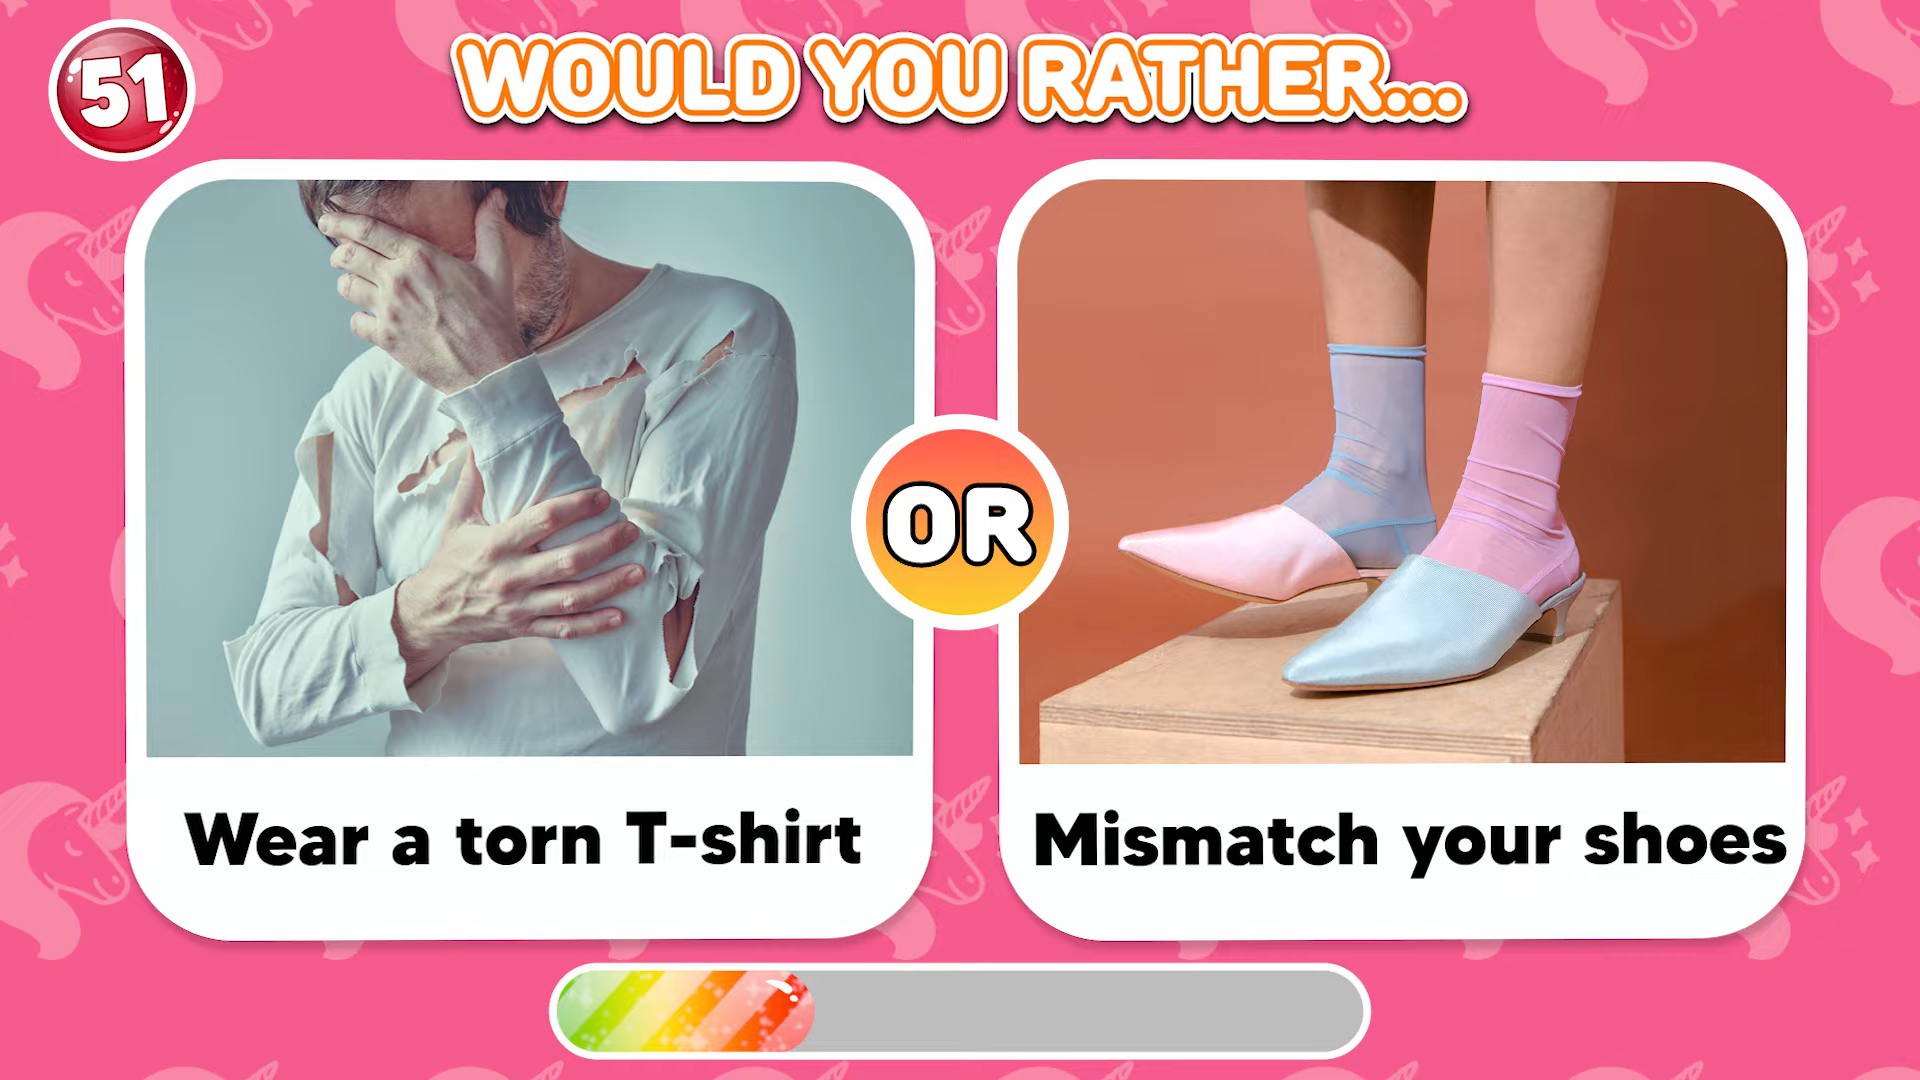 51
WOULD YOU RATHER...
OR
Wear a torn T-shirt
Mismatch your shoes